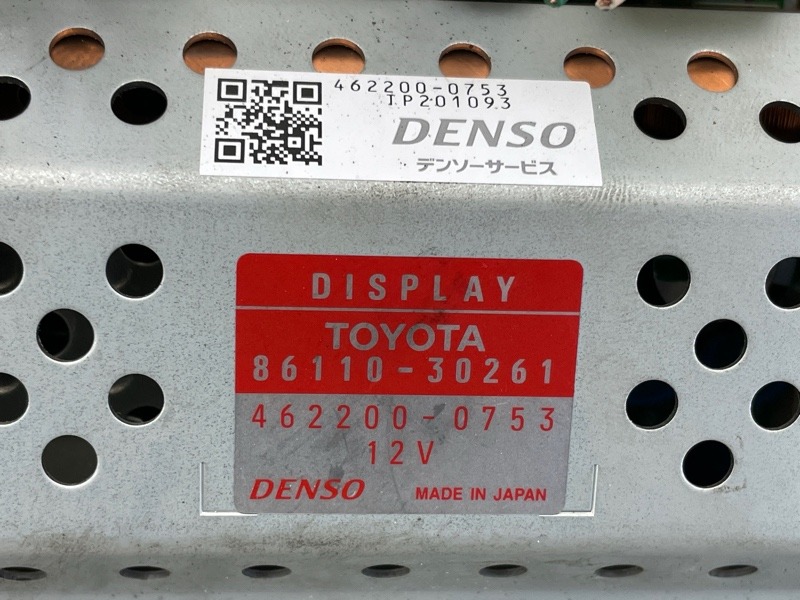 462200-0753
TP201093
DENSO
デンソーサービス
DISPLAY
TOYOTA
86110-30261
462200-0753
12V
DENSO MADE IN JAPAN